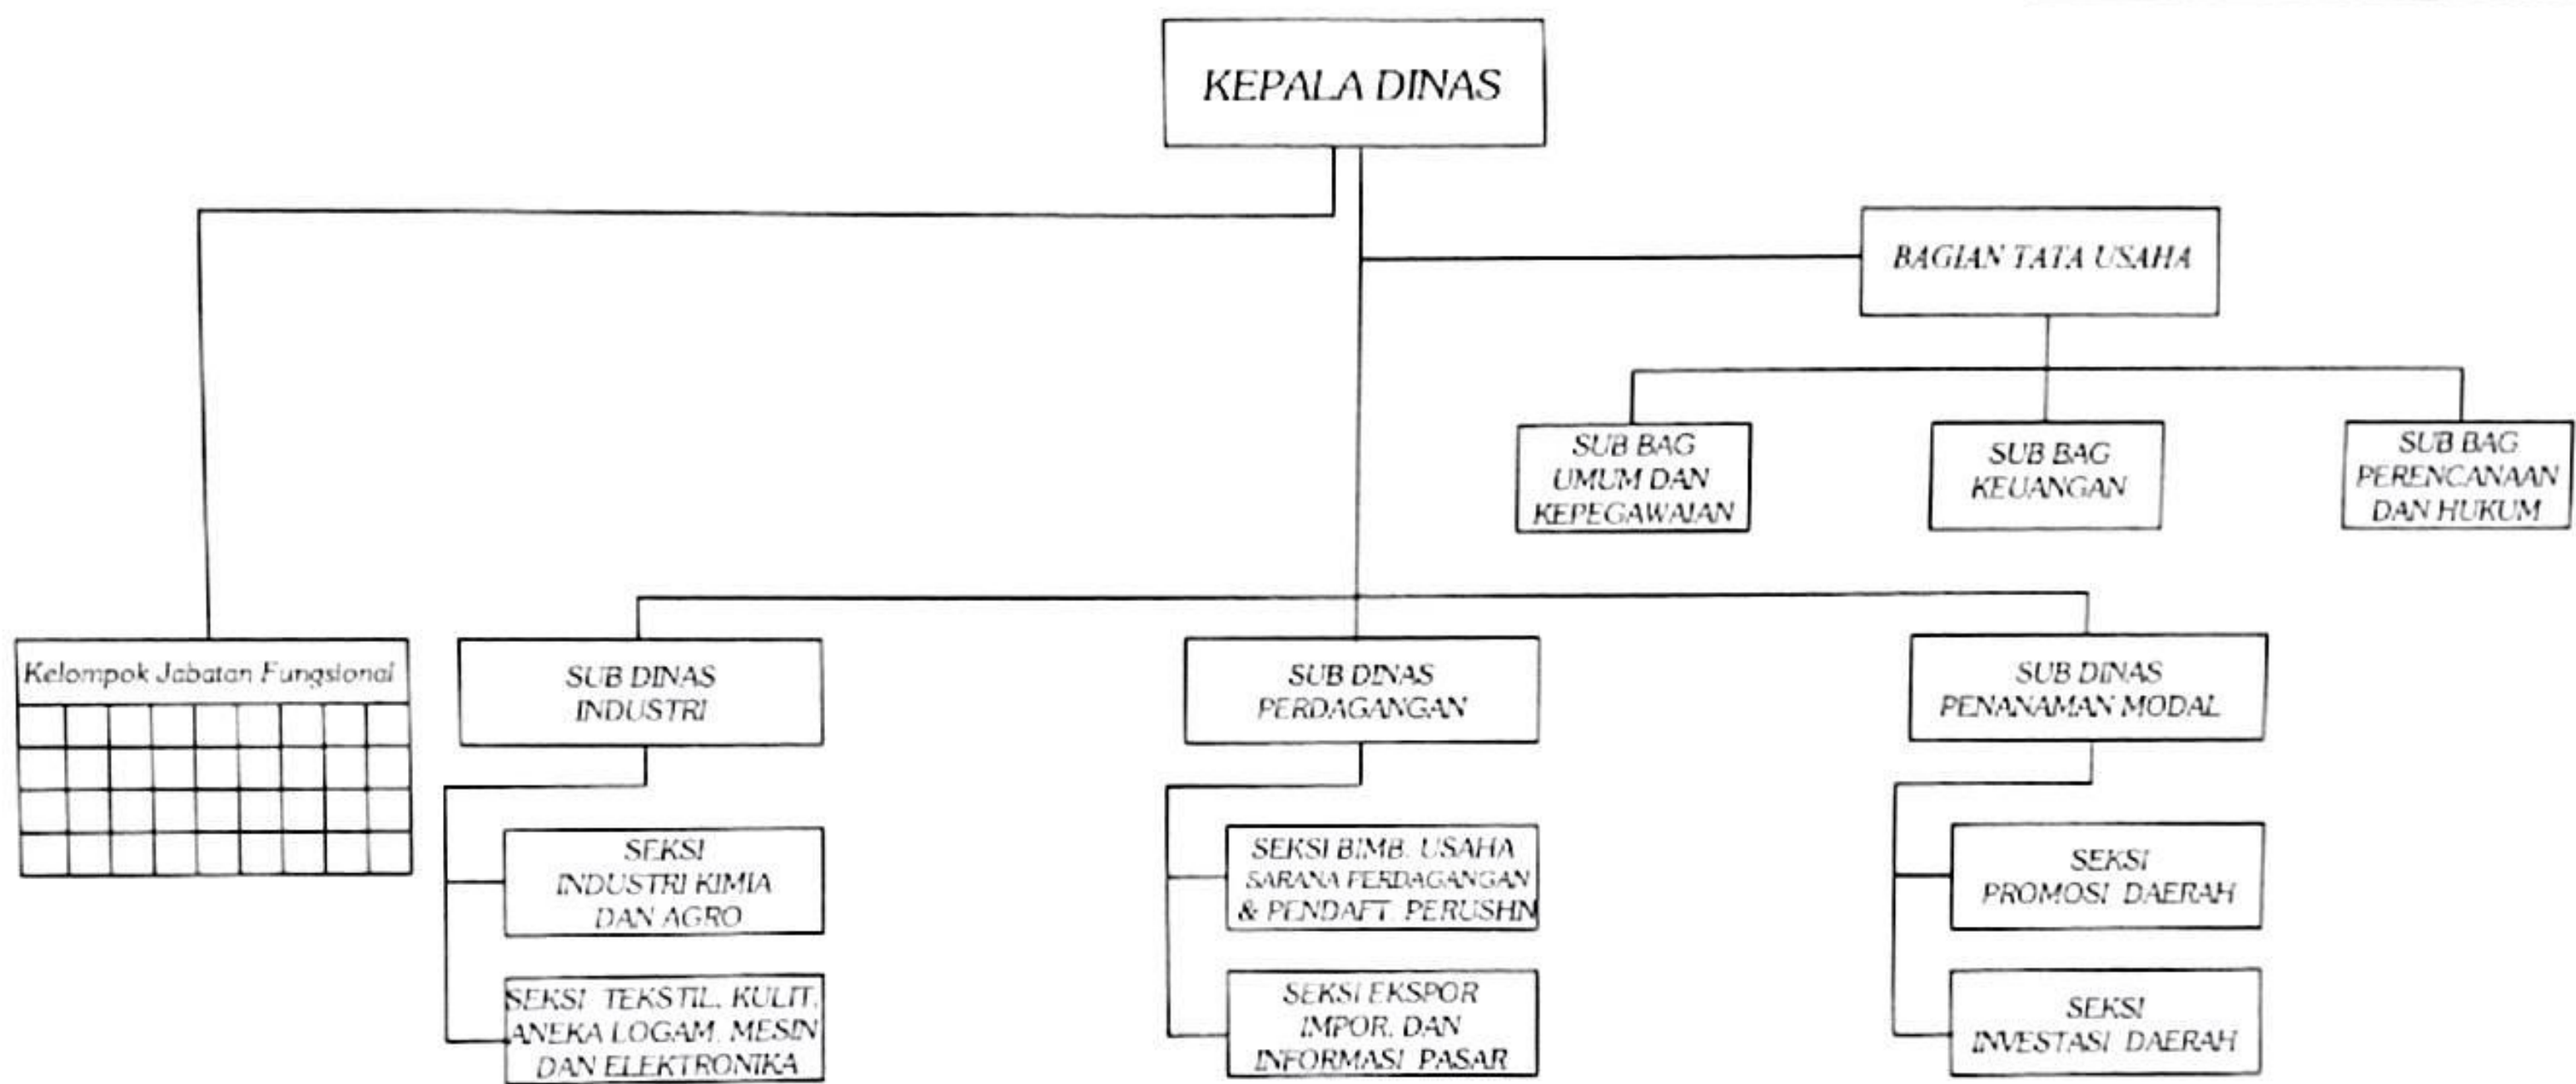 KEPALA DINAS
BAGIAN TATA USAHA
SUB BAG
UMUM DAN
KEPEGAWAIAN
SUB BAG
KEUANGAN
SUB BAG
PERENCANAAN
DAN HUKUM
Kelompok Jabatan Fungsional
SUB DINAS
INDUSTRI
SUB DINAS
PERDAGANGAN
SUB DINAS
PENANAMAN MODAL
SEKSI
INDUSTRI KIMIA
DAN AGRO
SEKSI TEKSTIL, KULIT,
ANEKA LOGAM, MESIN
DAN ELEKTRONIKA
SEKSI BIMB. USAHA
SARANA PERDAGANGAN
& PENDAFT. PERUSHN
SEKSI EKSPOR
IMPOR, DAN
INFORMASI PASAR
SEKSI
PROMOSI DAERAH
SEKSI
INVESTASI DAERAH